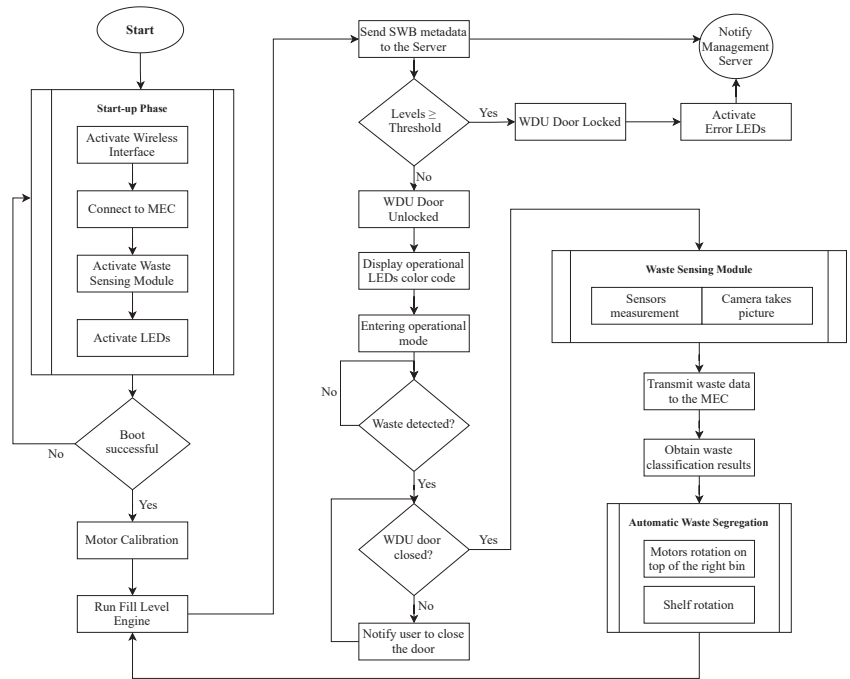 Start
Start-up Phase
Activate Wireless
Interface
Connect to MEC
Activate Waste
Sensing Module
Activate LEDs
Boot
successful
No
Yes
Motor Calibration
Run Fill Level
Engine
Send SWB metadata
to the Server
Notify
Management
Server
Levels ≥
Threshold
Yes
WDU Door Locked
Activate
Error LEDs
No
WDU Door
Unlocked
Display operational
LEDs color code
Entering operational
mode
No
Waste detected?
Yes
WDU door
closed?
Yes
No
Notify user to close
the door
Waste Sensing Module
Sensors
measurement
Camera takes
picture
Transmit waste data
to the MEC
Obtain waste
classification results
Automatic Waste Segregation
Motors rotation on
top of the right bin
Shelf rotation